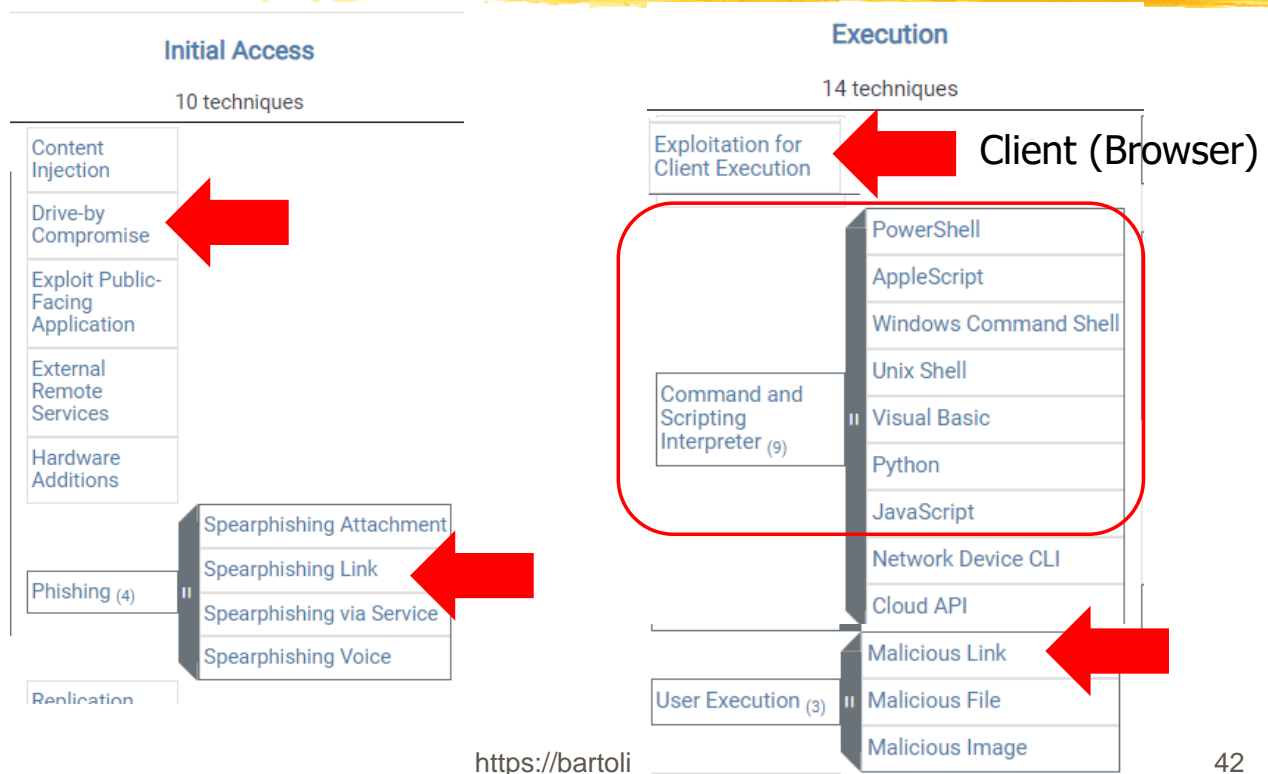 Initial Access
10 techniques
Content
Injection
Drive-by
Compromise
Exploit Public-
Facing
Application
External
Remote
Services
Hardware
Additions
Phishing (4)
Spearphishing Attachment
Spearphishing Link
Spearphishing via Service
Spearphishing Voice
Replication
Execution
14 techniques
Exploitation for
Client Execution
Client (Browser)
Command and
Scripting
Interpreter (9)
PowerShell
AppleScript
Windows Command Shell
Unix Shell
Visual Basic
Python
JavaScript
Network Device CLI
Cloud API
User Execution (3)
Malicious Link
Malicious File
Malicious Image
https://bartoli
42